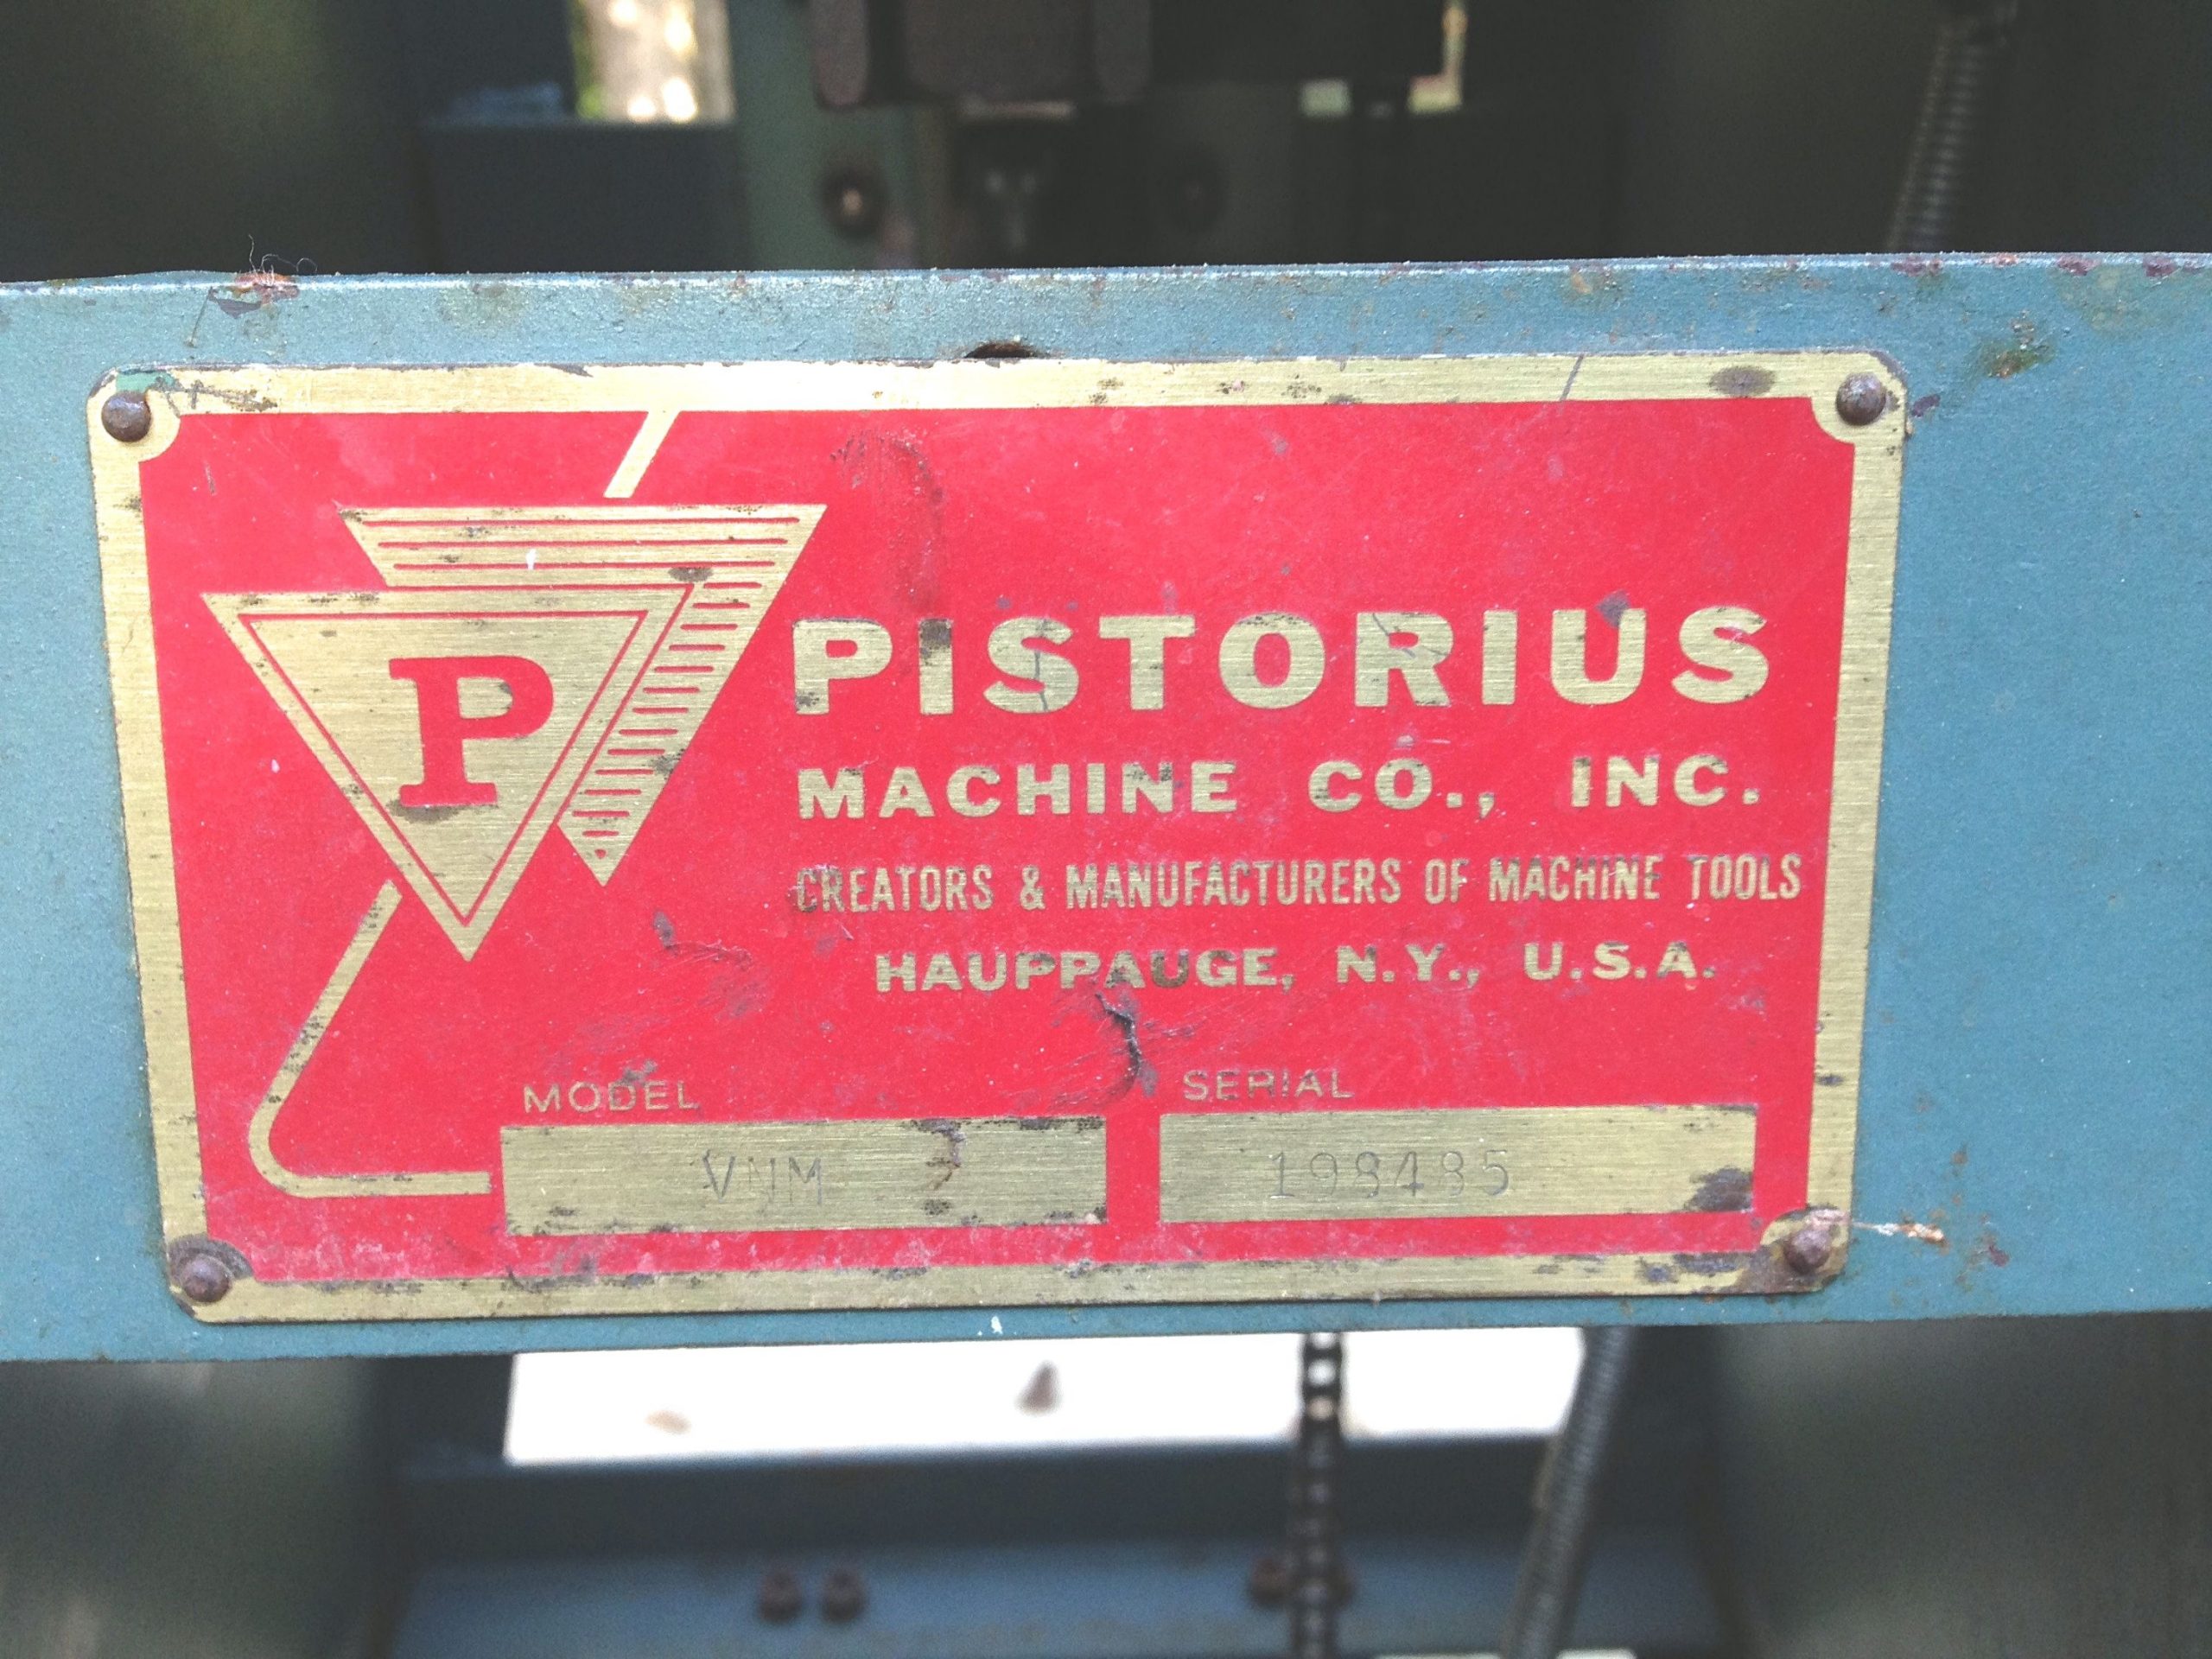 P
PISTORIUS
MACHINE CO., INC.
CREATORS & MANUFACTURERS OF MACHINE TOOLS
HAUPPAUGE, N.Y., U.S.A.
MODEL SERIAL
VNM 198485